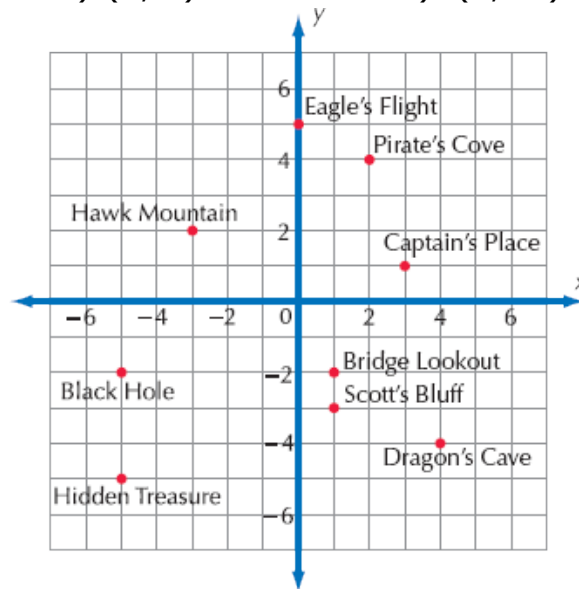 y
6
Eagle's Flight
4
Pirate's Cove
Hawk Mountain
2
Captain's Place
x
−6 −4 −2 0 2 4 6
−2
Bridge Lookout
Black Hole
Scott's Bluff
−4
Dragon's Cave
Hidden Treasure
−6